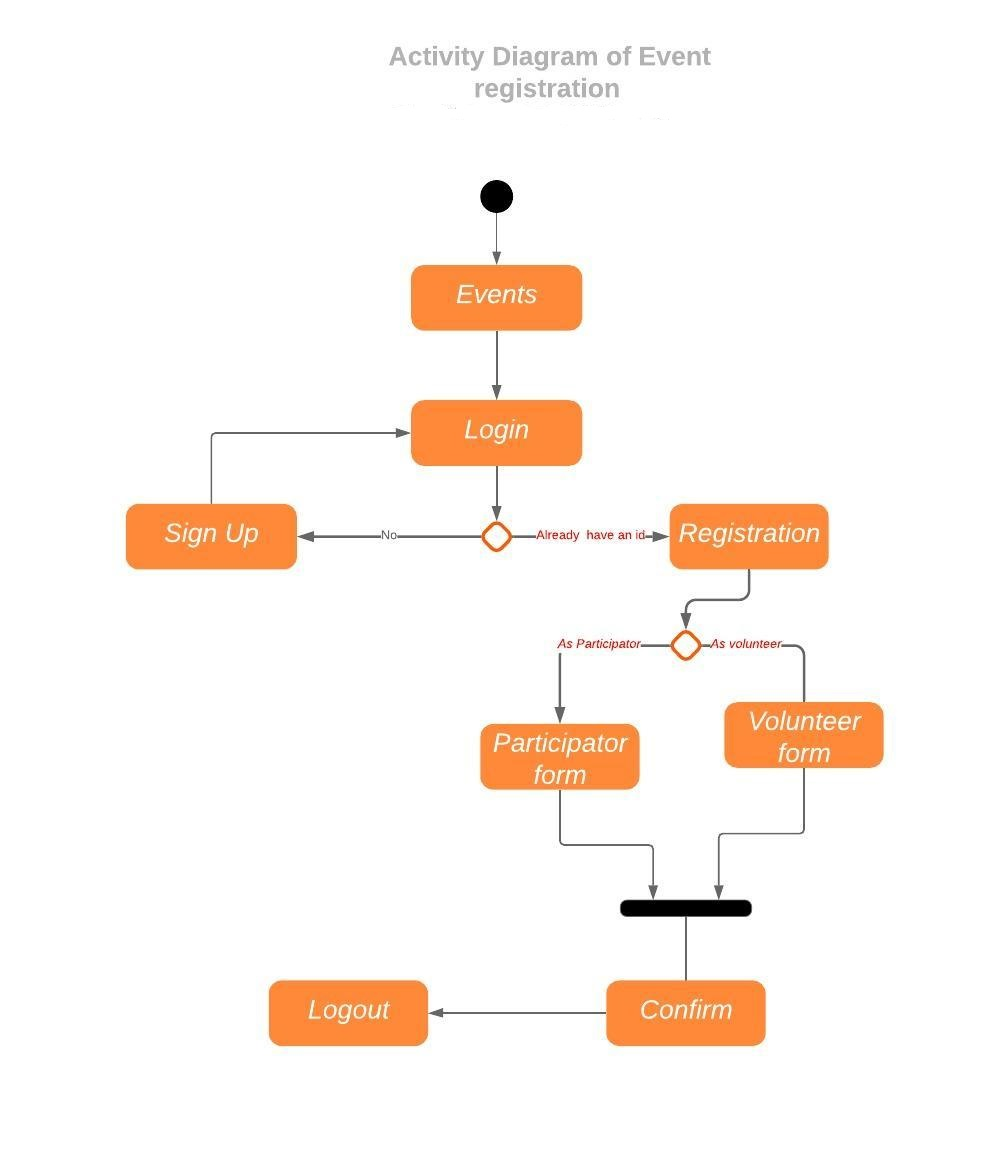 Activity Diagram of Event
registration
Events
Login
Sign Up
No
Already have an id
Registration
As Participator
As volunteer
Participator
form
Volunteer
form
Logout
Confirm